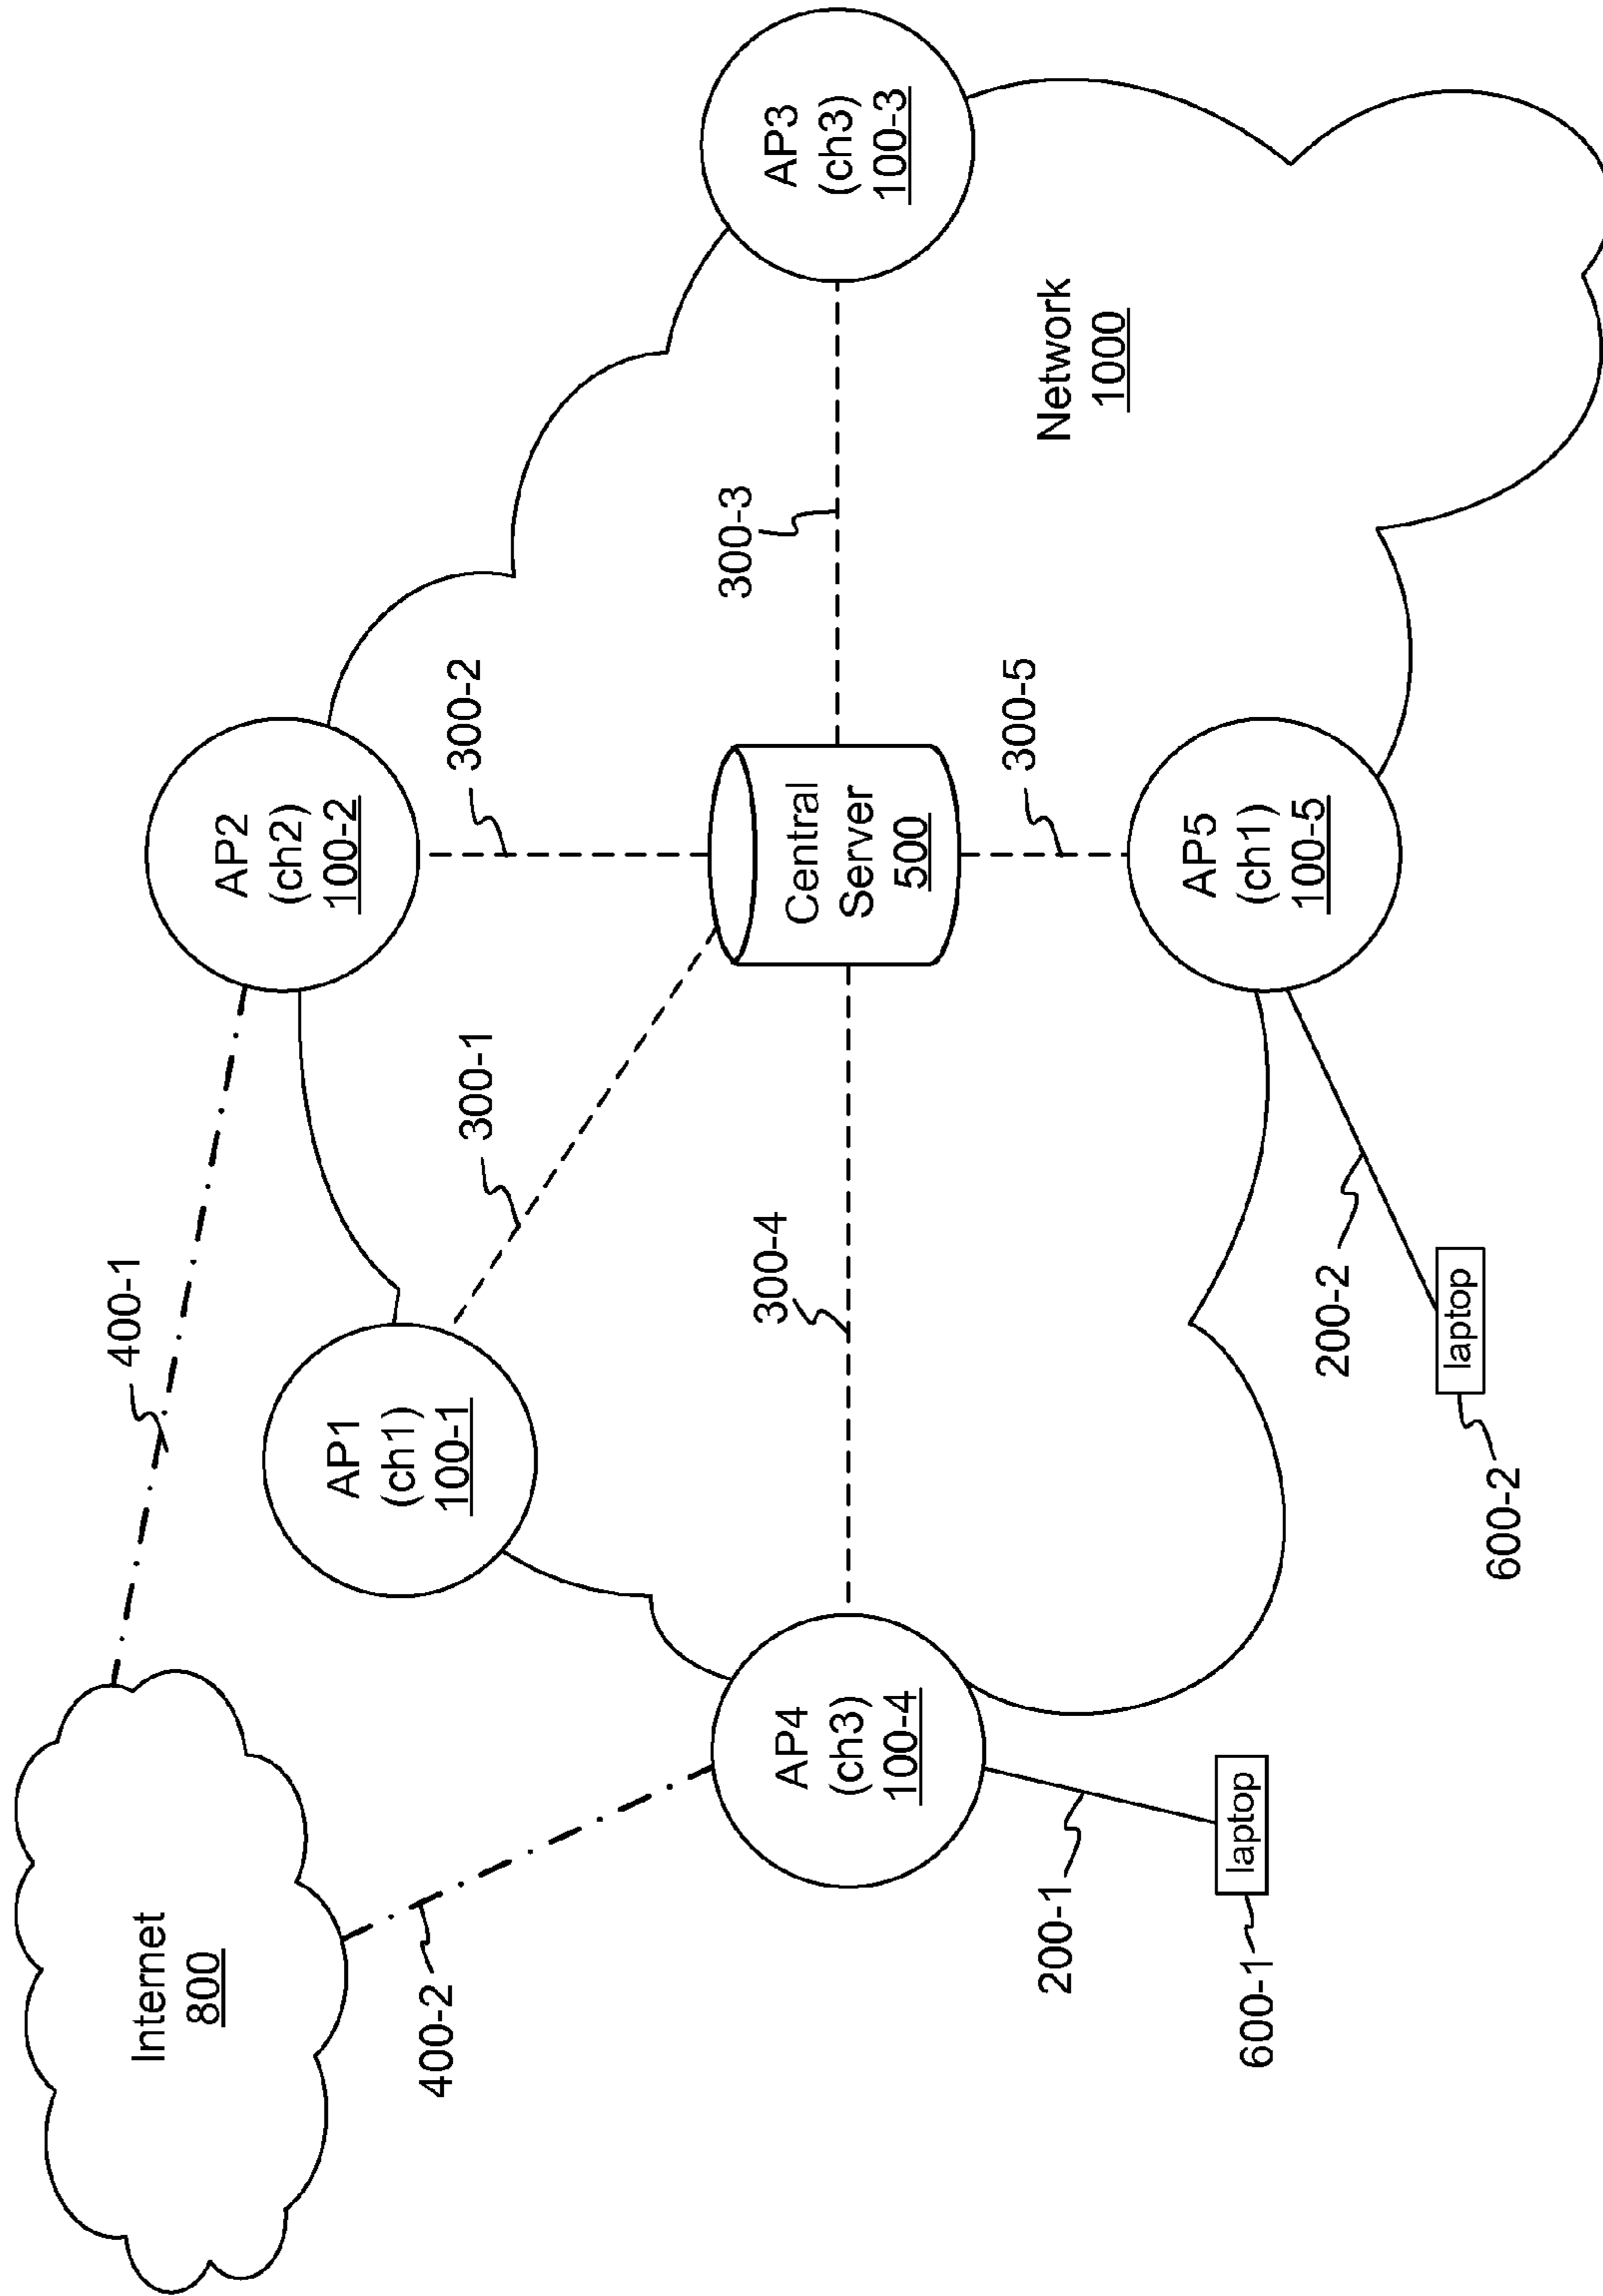 Internet
800
400-1
400-2
AP1
(ch1)
100-1
AP2
(ch2)
100-2
300-1
300-2
AP4
(ch3)
100-4
300-4
Central
Server
500
300-3
AP3
(ch3)
100-3
200-1
300-5
Network
1000
laptop
600-1
AP5
(ch1)
100-5
200-2
laptop
600-2